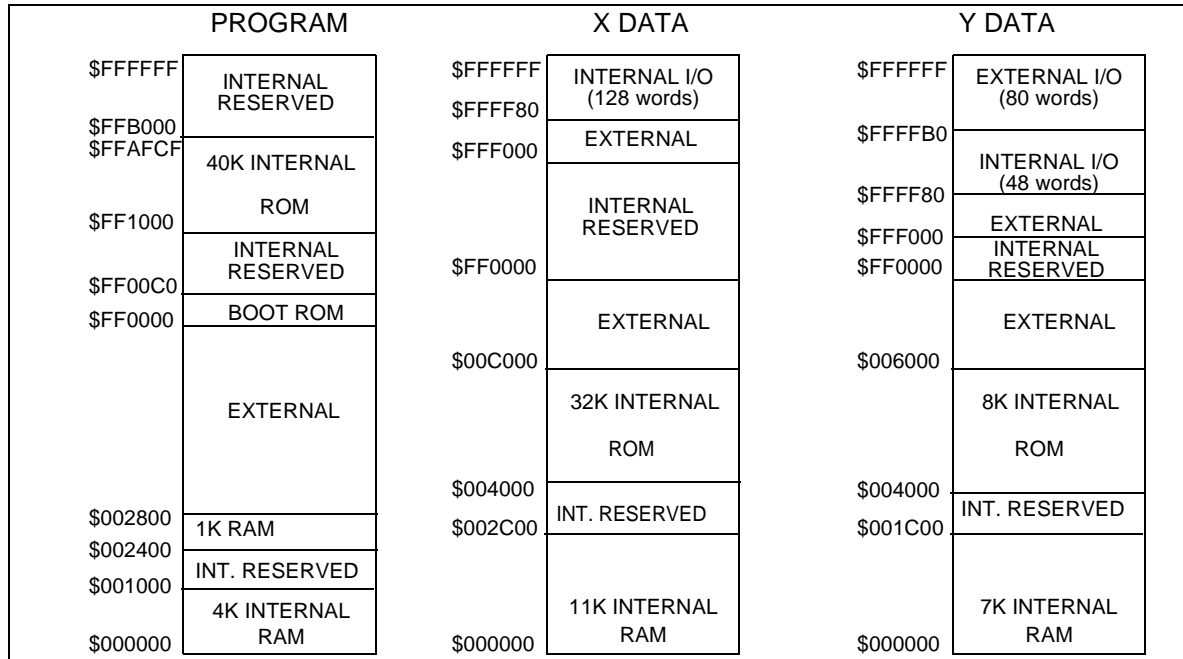 PROGRAM
$FFFFFF
INTERNAL
RESERVED
$FFB000
$FFAFCF
40K INTERNAL
ROM
$FF1000
INTERNAL
RESERVED
$FF00C0
BOOT ROM
$FF0000
EXTERNAL
$002800
1K RAM
$002400
INT. RESERVED
$001000
4K INTERNAL
RAM
$000000
X DATA
$FFFFFF
INTERNAL I/O
(128 words)
$FFFF80
EXTERNAL
$FFF000
INTERNAL
RESERVED
$FF0000
EXTERNAL
$00C000
32K INTERNAL
ROM
$004000
INT. RESERVED
$002C00
11K INTERNAL
RAM
$000000
Y DATA
$FFFFFF
EXTERNAL I/O
(80 words)
$FFFFB0
INTERNAL I/O
(48 words)
$FFFF80
EXTERNAL
$FFF000
INTERNAL
RESERVED
$FF0000
EXTERNAL
$006000
8K INTERNAL
ROM
$004000
INT. RESERVED
$001C00
7K INTERNAL
RAM
$000000